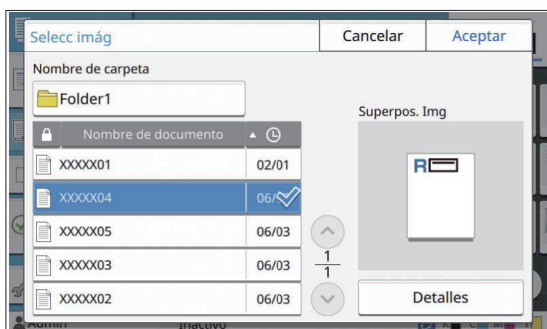 Selecc imág
Cancelar
Aceptar
Nombre de carpeta
Folder1
Superpos. Img
Nombre de documento
XXXXX01 02/01
XXXXX04 06/
XXXXX05 06/03
XXXXX03 06/03
XXXXX02 06/03
R
1
1
Detalles
Admin Inactivo K C M